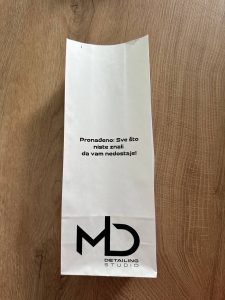 Pronađeno: Sve što
niste znali
da vam nedostaje!
MD
DETAILING
STUDIO